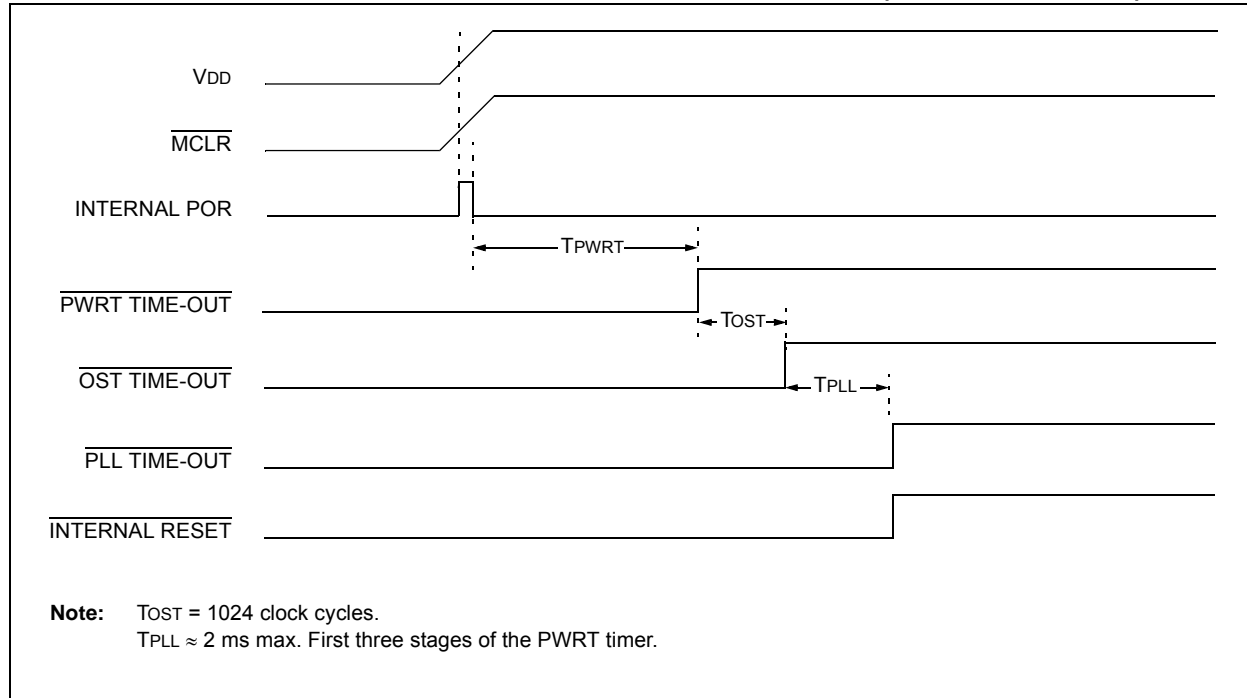 VDD
MCLR
INTERNAL POR
TPWRT
PWRT TIME-OUT
TOST
OST TIME-OUT
TPLL
PLL TIME-OUT
INTERNAL RESET
Note: TOST = 1024 clock cycles.
TPLL ≈ 2 ms max. First three stages of the PWRT timer.